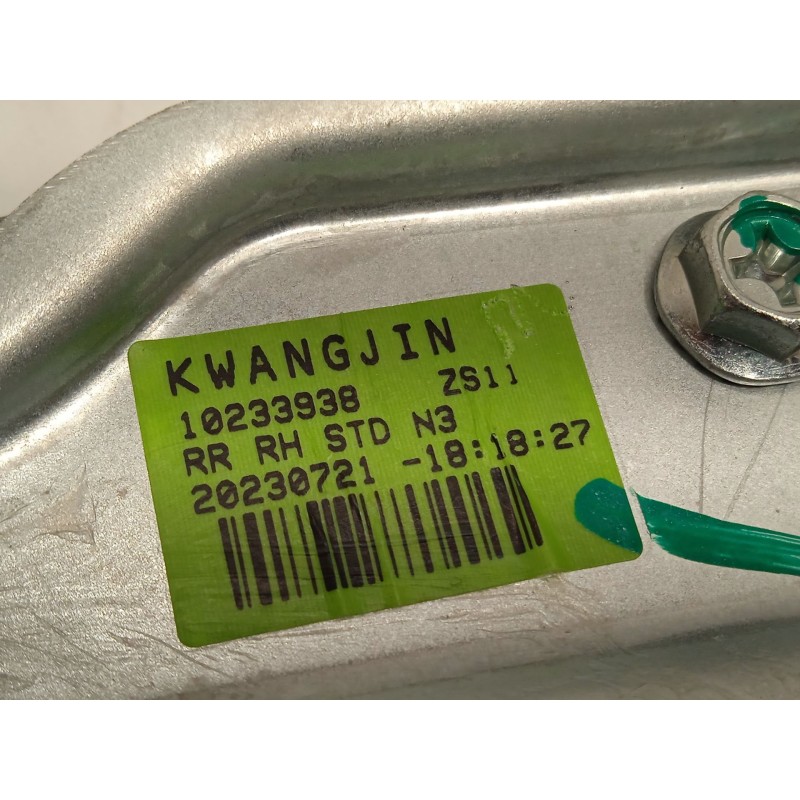 KWANGJIN
10233938 ZS11
RR RH STD N3
20230721 -18:18:27